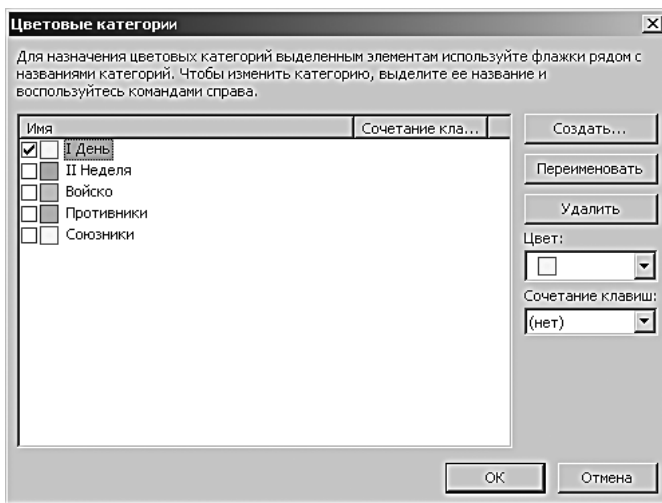 Цветовые категории
Для назначения цветовых категорий выделенным элементам используйте флажки рядом с
названиями категорий. Чтобы изменить категорию, выделите ее название и
воспользуйтесь командами справа.
Имя
Сочетание кла...
I День
II Неделя
Войско
Противники
Союзники
Создать...
Переименовать
Удалить
Цвет:
Сочетание клавиш:
(нет)
ОК
Отмена